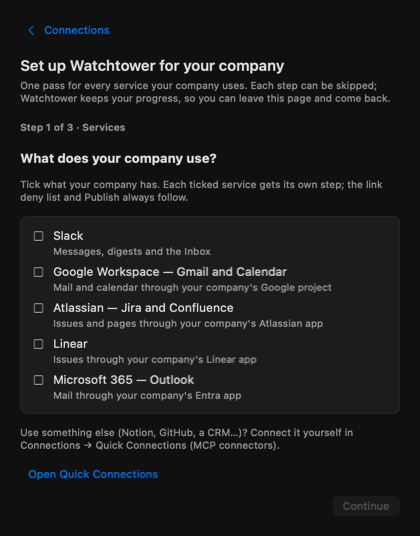 Connections
Set up Watchtower for your company
One pass for every service your company uses. Each step can be skipped;
Watchtower keeps your progress, so you can leave this page and come back.
Step 1 of 3 · Services
What does your company use?
Tick what your company has. Each ticked service gets its own step; the link
deny list and Publish always follow.
Slack
Messages, digests and the Inbox
Google Workspace — Gmail and Calendar
Mail and calendar through your company's Google project
Atlassian — Jira and Confluence
Issues and pages through your company's Atlassian app
Linear
Issues through your company's Linear app
Microsoft 365 — Outlook
Mail through your company's Entra app
Use something else (Notion, GitHub, a CRM...)? Connect it yourself in
Connections → Quick Connections (MCP connectors).
Open Quick Connections
Continue